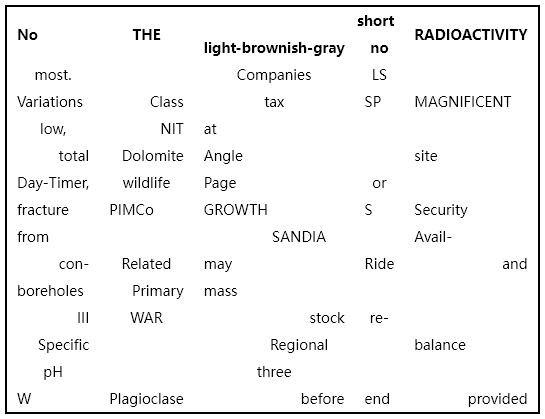 No THE light-brownish-gray short no RADIOACTIVITY
most. Companies LS
Variations Class tax SP MAGNIFICENT
low, NIT at
total Dolomite Angle site
Day-Timer, wildlife Page or
fracture PIMCo GROWTH S Security
from SANDIA Avail-
con- Related may Ride and
boreholes Primary mass
III WAR stock re-
Specific Regional balance
pH three
W Plagioclase before end provided